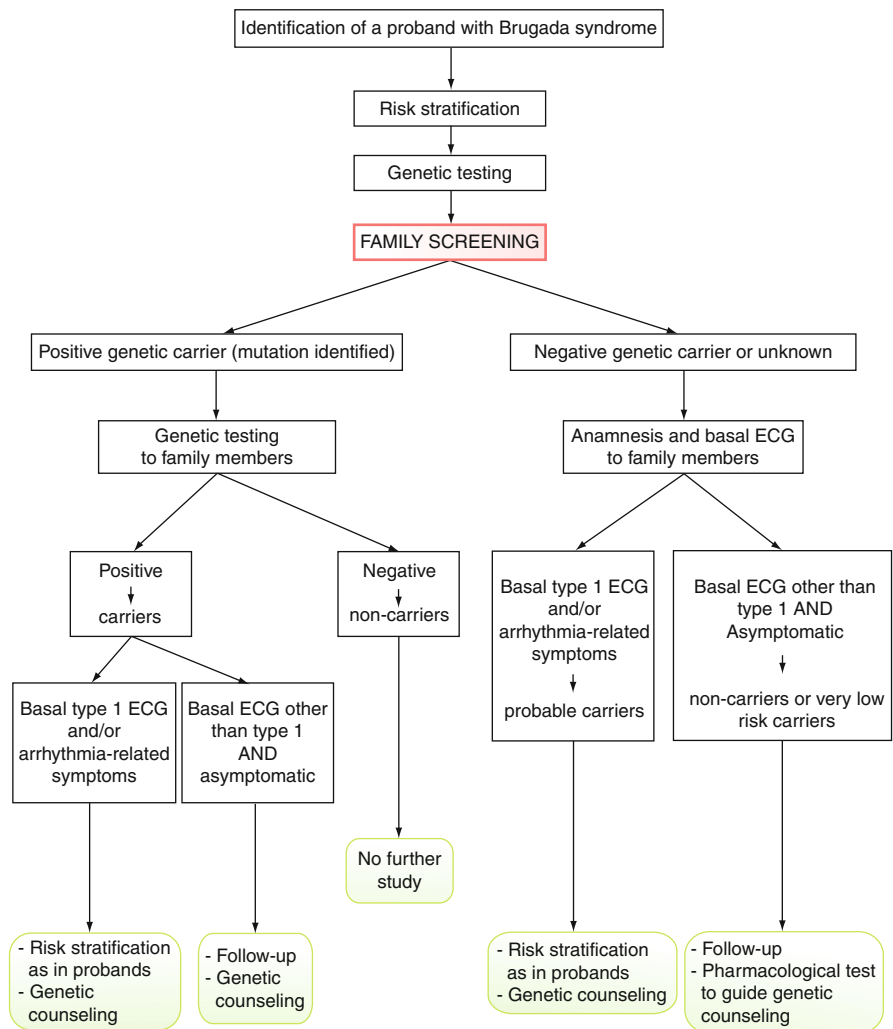 Identification of a proband with Brugada syndrome
Risk stratification
Genetic testing
FAMILY SCREENING
Positive genetic carrier (mutation identified)
Negative genetic carrier or unknown
Genetic testing
to family members
Anamnesis and basal ECG
to family members
Positive
carriers
Negative
non-carriers
Basal type 1 ECG
and/or
arrhythmia-related
symptoms
probable carriers
Basal ECG other than
type 1 AND
Asymptomatic
non-carriers or very low
risk carriers
Basal type 1 ECG
and/or
arrhythmia-related
symptoms
Basal ECG other
than type 1
AND
asymptomatic
No further
study
- Risk stratification
as in probands
- Genetic
counseling
- Follow-up
- Genetic
counseling
- Risk stratification
as in probands
- Genetic counseling
- Follow-up
- Pharmacological test
to guide genetic
counseling